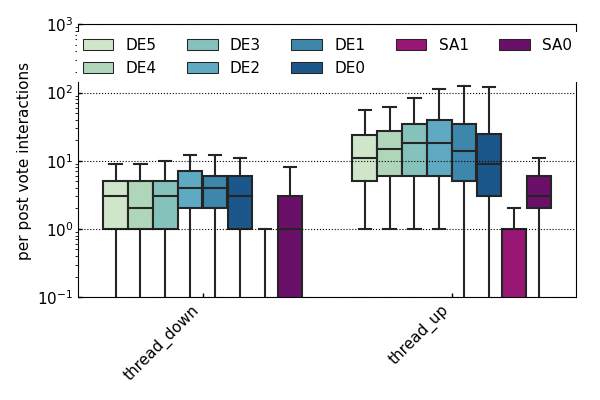 10³
DE5 DE3 DE1 SA1 SA0
DE4 DE2 DE0
10²
10¹
10⁰
10⁻¹
per post vote interactions
thread_down
thread_up